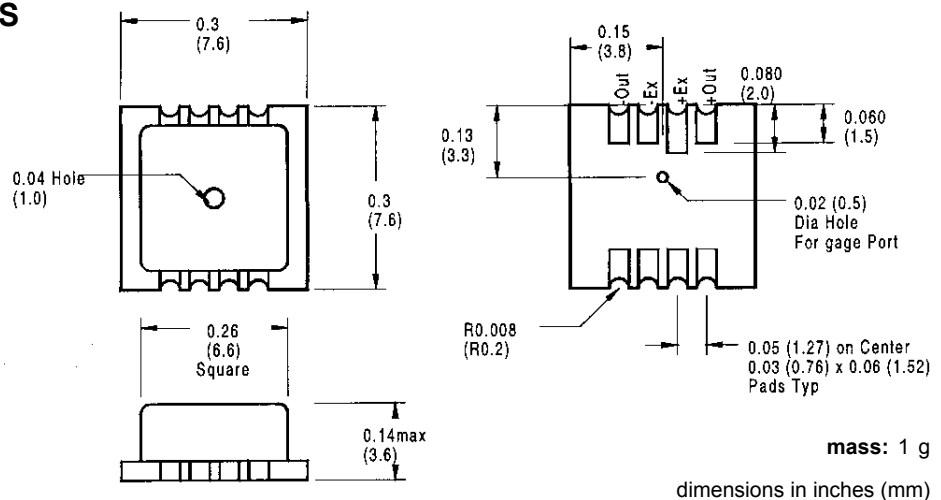 S
0.3
(7.6)
0.04 Hole
(1.0)
0.3
(7.6)
0.26
(6.6)
Square
0.14max
(3.6)
0.15
(3.8)
-Out
-Ex
+Ex
+Out
0.080
(2.0)
0.060
(1.5)
0.13
(3.3)
0.02 (0.5)
Dia Hole
For gage Port
R0.008
(R0.2)
0.05 (1.27) on Center
0.03 (0.76) x 0.06 (1.52)
Pads Typ
mass: 1 g
dimensions in inches (mm)